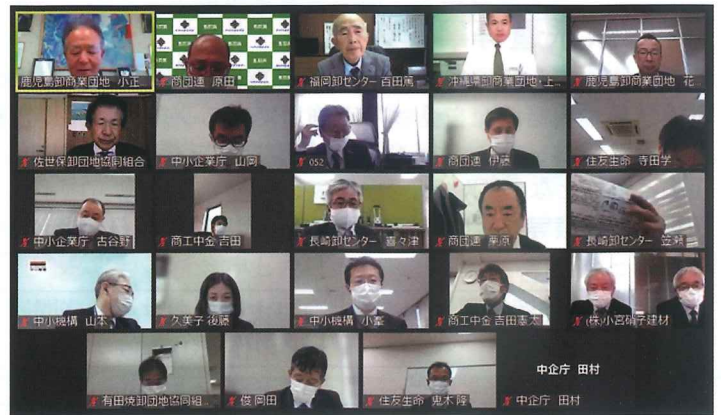 鹿児島卸商業団地 小正
商団連 原田
福岡卸センター 百田篤
沖縄県卸商業団地・上...
鹿児島卸商業団地 花
佐世保卸団地協同組合
中小企業庁 山岡
052
商団連 伊藤
住友生命 寺田学
中小企業庁 古谷野
商工中金 吉田
長崎卸センター 喜々津
商団連 栗原
長崎卸センター 笠頼
中小機構 山本
久美子 後藤
中小機構 小峯
商工中金 吉田憲太
(株)小宮硝子建材
有田焼卸団地協同組...
俊 岡田
住友生命 鬼木 隆
中企庁 田村
中企庁 田村